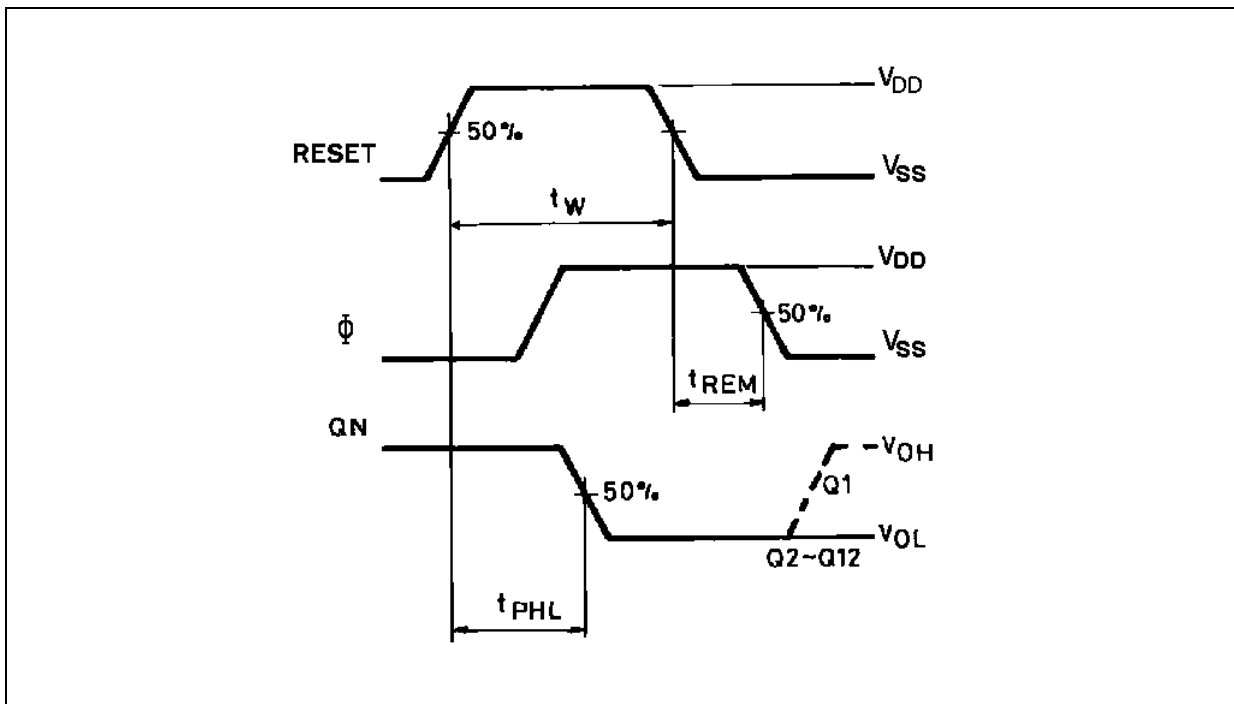 VDD
50%
RESET
VSS
tW
VDD
Φ
50%
VSS
tREM
QN
VOH
Q1
50%
VOL
Q2~Q12
tPHL